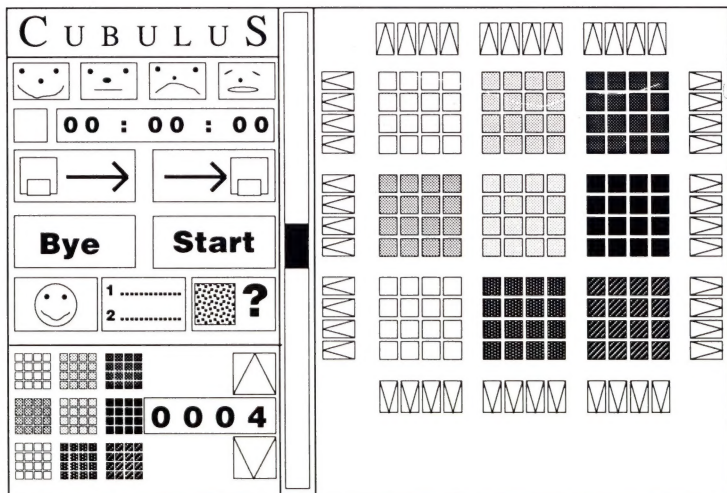 CUBULUS
00 : 00 : 00
Bye Start
1 ............
2 ............
?
0004